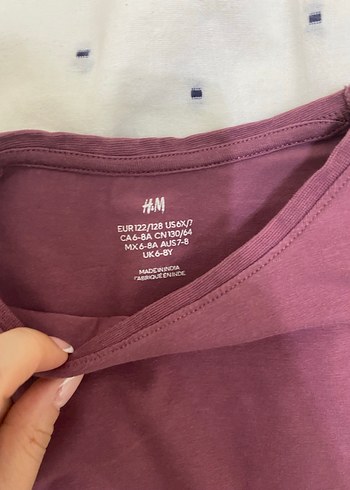 H&M
EUR 122/128 US 6X/7
CA 6-8A CN 130/64
MX 6-8A AUS 7-8
UK 6-8Y
MADE IN INDIA
FABRIQUÉ EN INDE